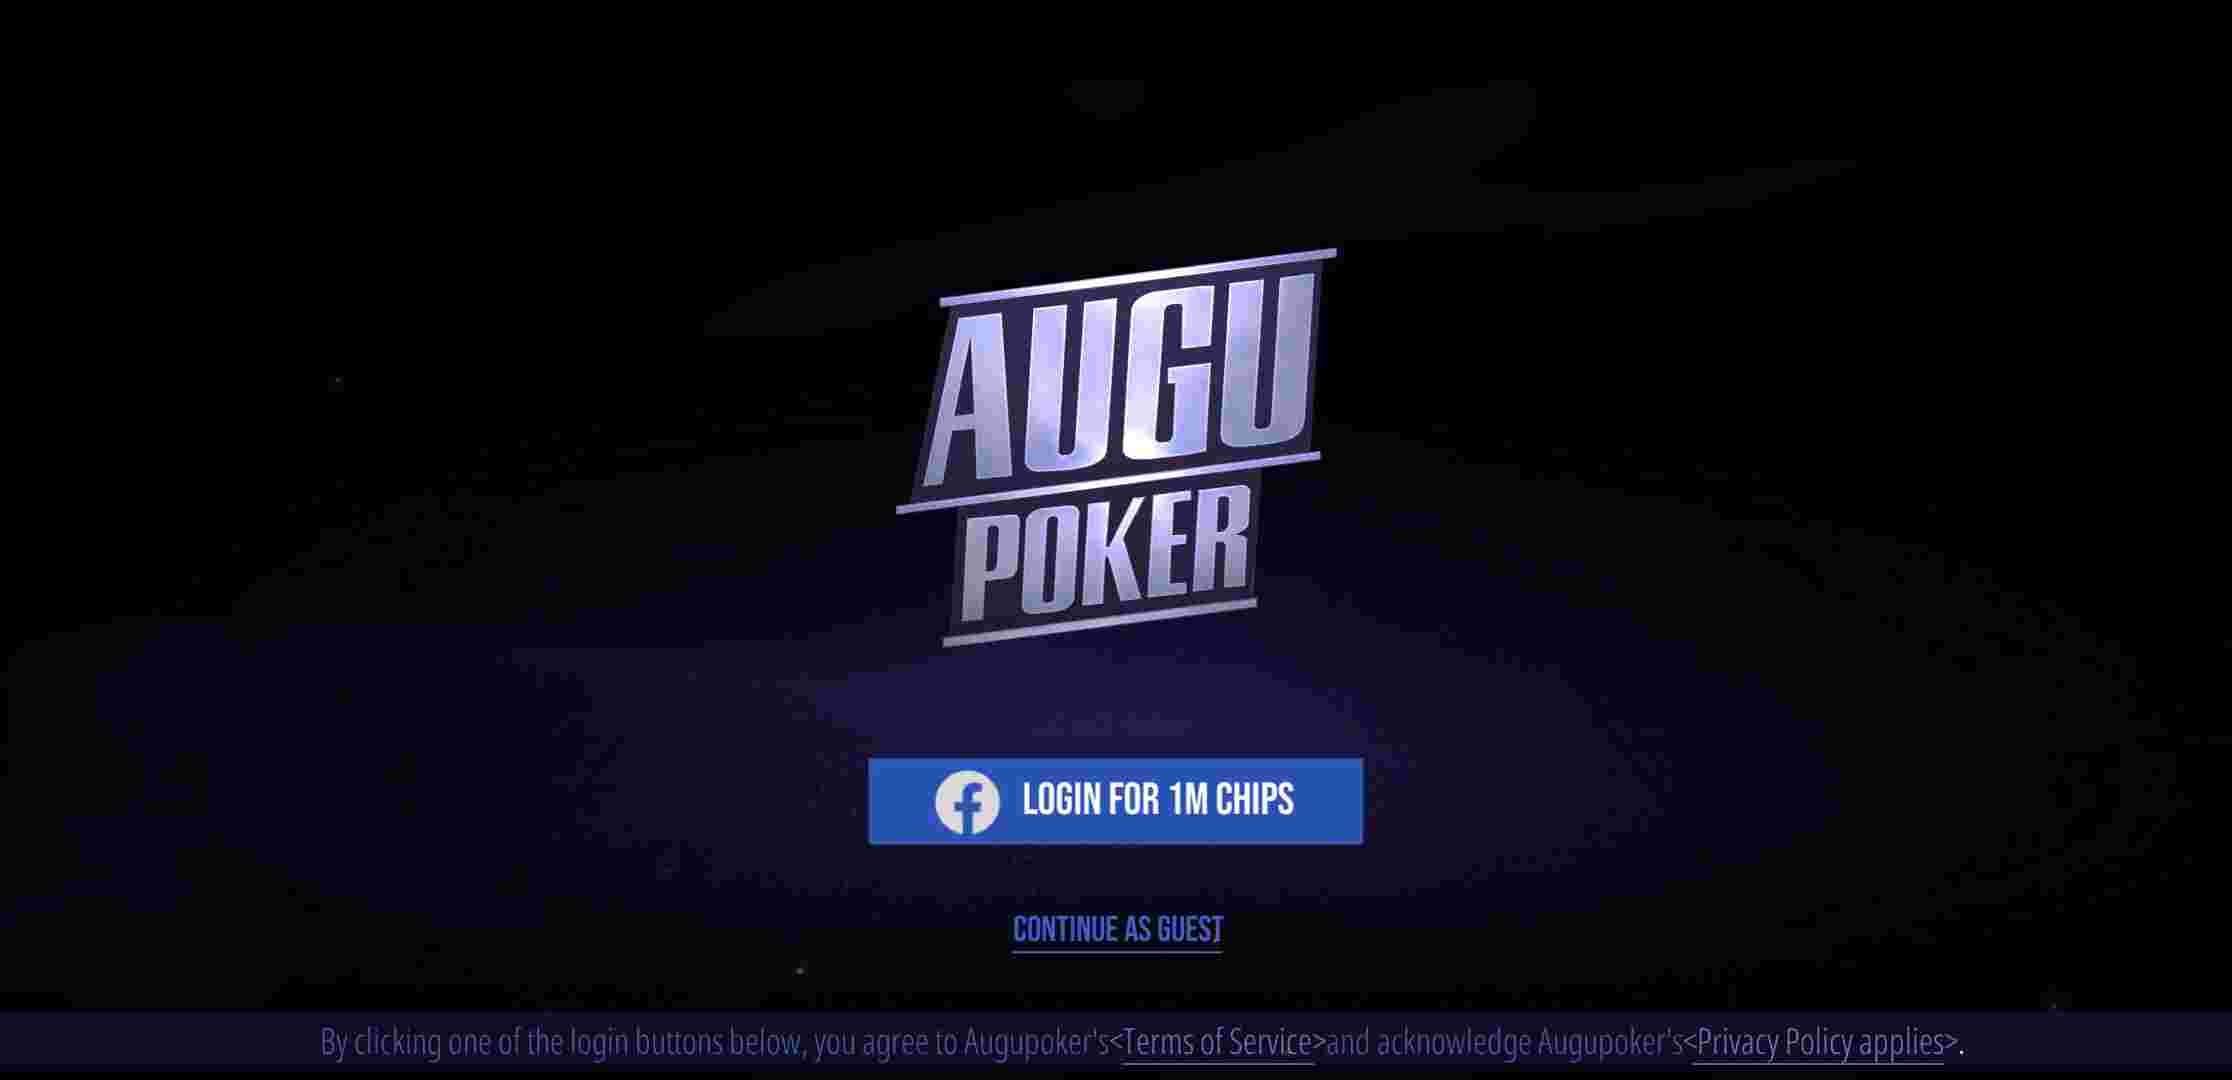 AUGU
POKER
LOGIN FOR 1M CHIPS
CONTINUE AS GUEST
By clicking one of the login buttons below, you agree to Augupoker's<Terms of Service>and acknowledge Augupoker's<Privacy Policy applies>.